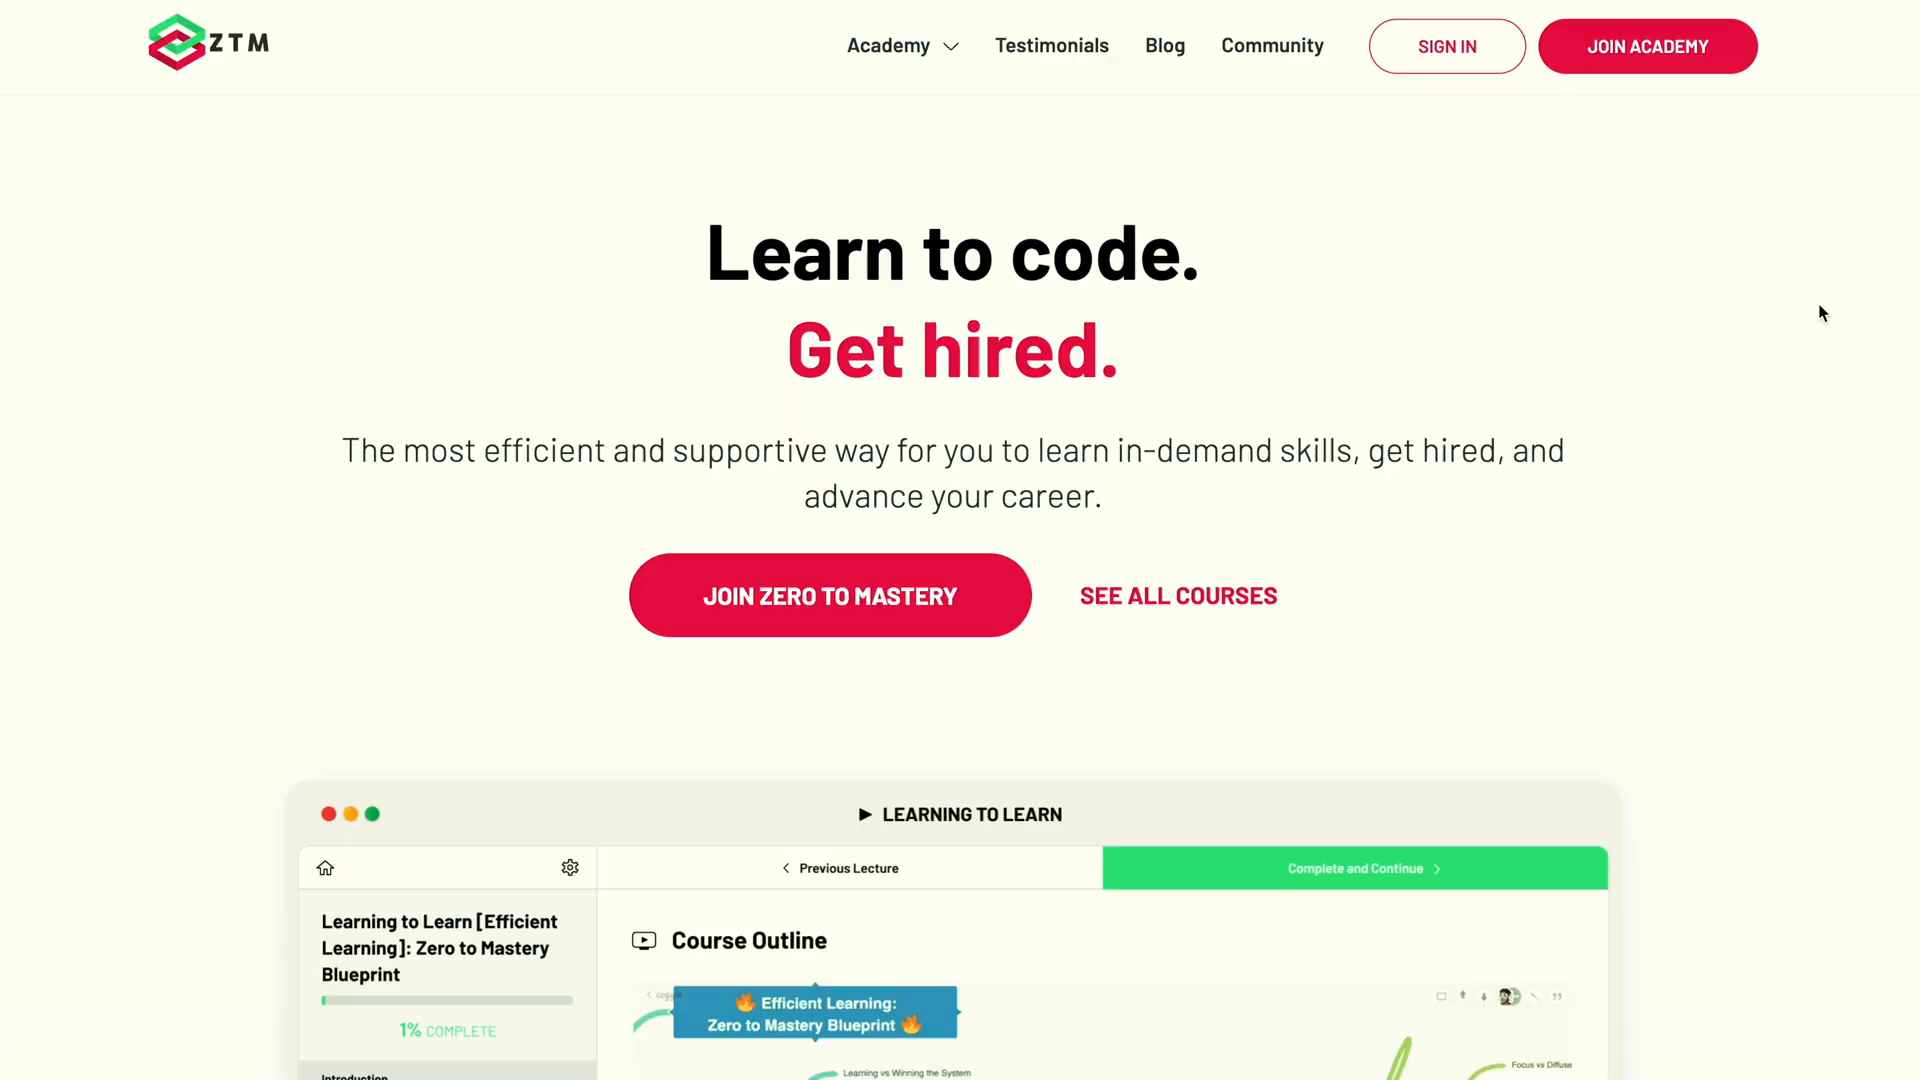 ZTM
Academy
Testimonials
Blog
Community
SIGN IN
JOIN ACADEMY
Learn to code.
Get hired.
The most efficient and supportive way for you to learn in-demand skills, get hired, and
advance your career.
JOIN ZERO TO MASTERY
SEE ALL COURSES
LEARNING TO LEARN
Previous Lecture
Complete and Continue
Learning to Learn [Efficient
Learning]: Zero to Mastery
Blueprint
1% COMPLETE
Introduction
Course Outline
Efficient Learning:
Zero to Mastery Blueprint
Learning vs Winning the System
Focus vs Diffuse